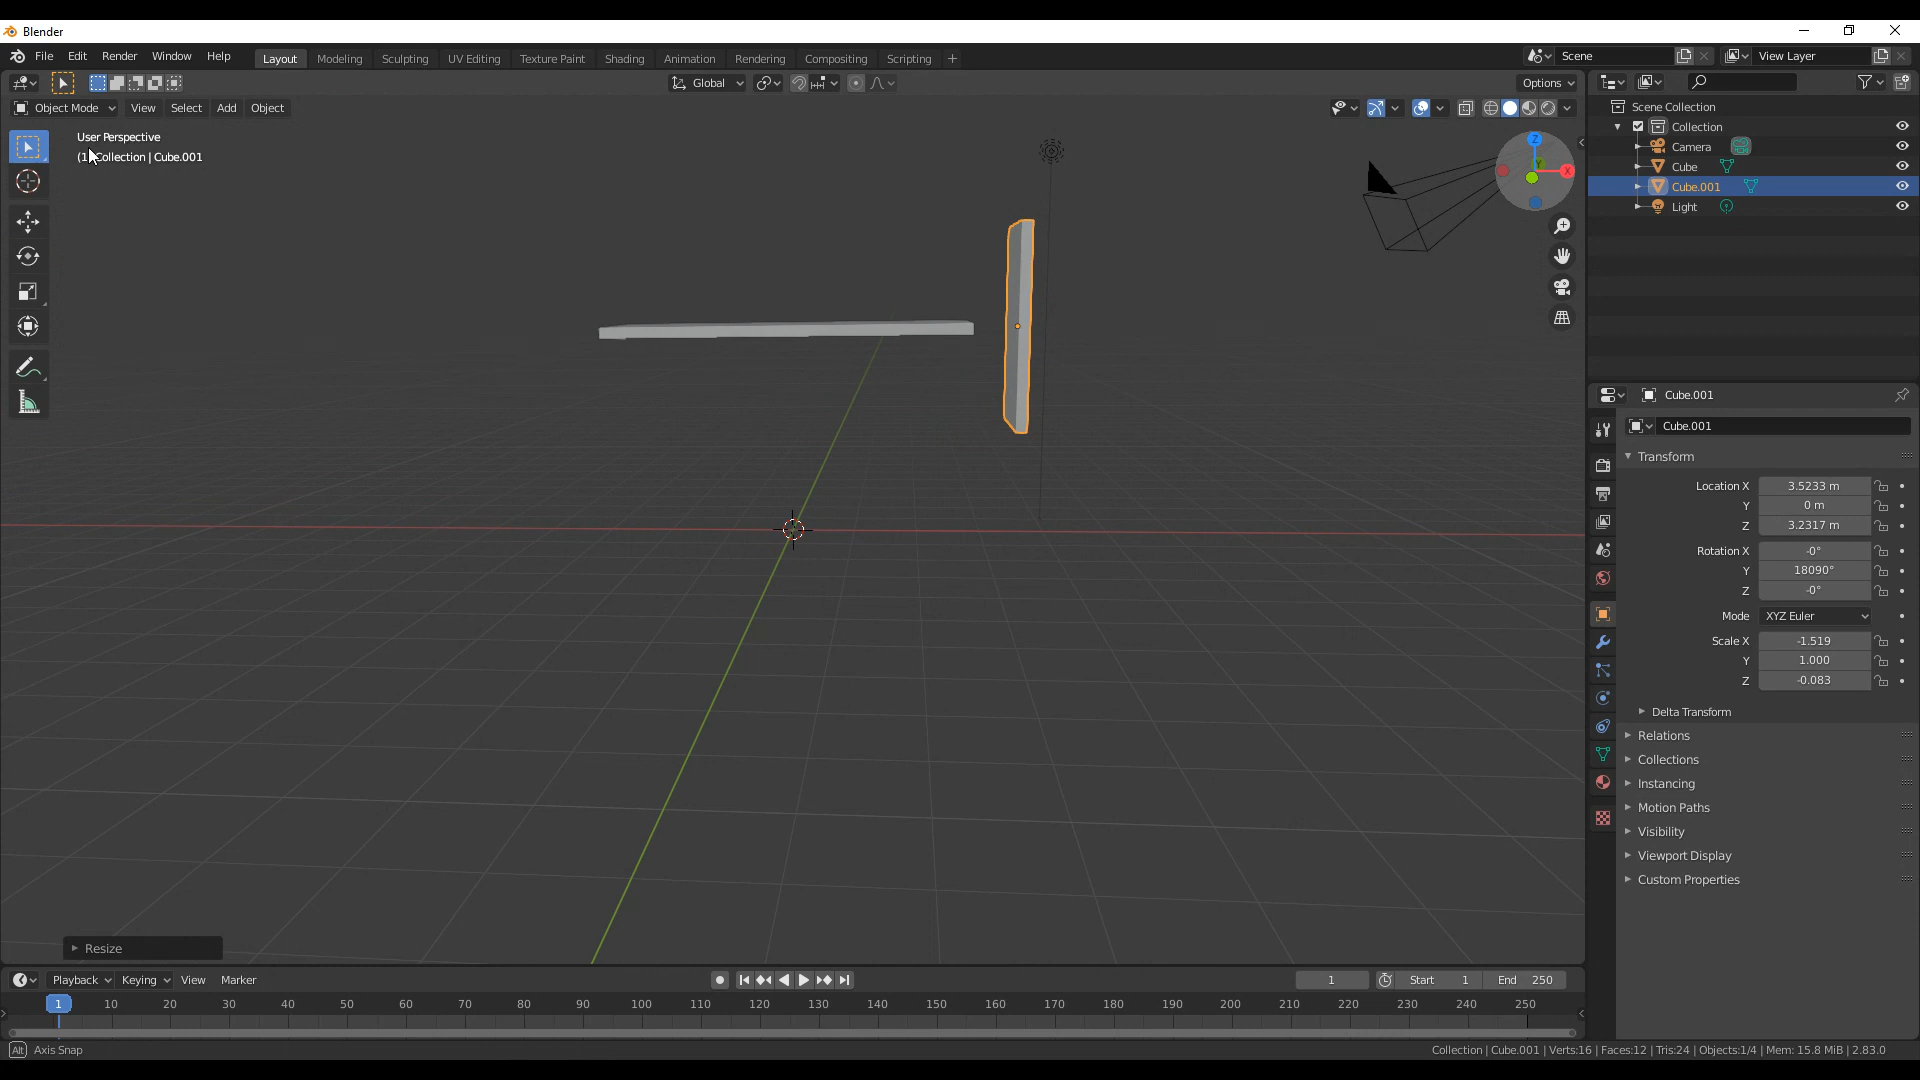 Blender
File Edit Render Window Help Layout Modeling Sculpting UV Editing Texture Paint Shading Animation Rendering Compositing Scripting + Scene View Layer
Global Options
Object Mode View Select Add Object
User Perspective
(1) Collection | Cube.001
Z
Y
X
Scene Collection
Collection
Camera
Cube
Cube.001
Light
Cube.001
Cube.001
Transform
Location X 3.5233 m
Y 0 m
Z 3.2317 m
Rotation X -0°
Y 18090°
Z -0°
Mode XYZ Euler
Scale X -1.519
Y 1.000
Z -0.083
Delta Transform
Relations
Collections
Instancing
Motion Paths
Visibility
Viewport Display
Custom Properties
Resize
Playback Keying View Marker 1 Start 1 End 250
1 10 20 30 40 50 60 70 80 90 100 110 120 130 140 150 160 170 180 190 200 210 220 230 240 250
Alt Axis Snap
Collection | Cube.001 | Verts:16 | Faces:12 | Tris:24 | Objects:1/4 | Mem: 15.8 MiB | 2.83.0